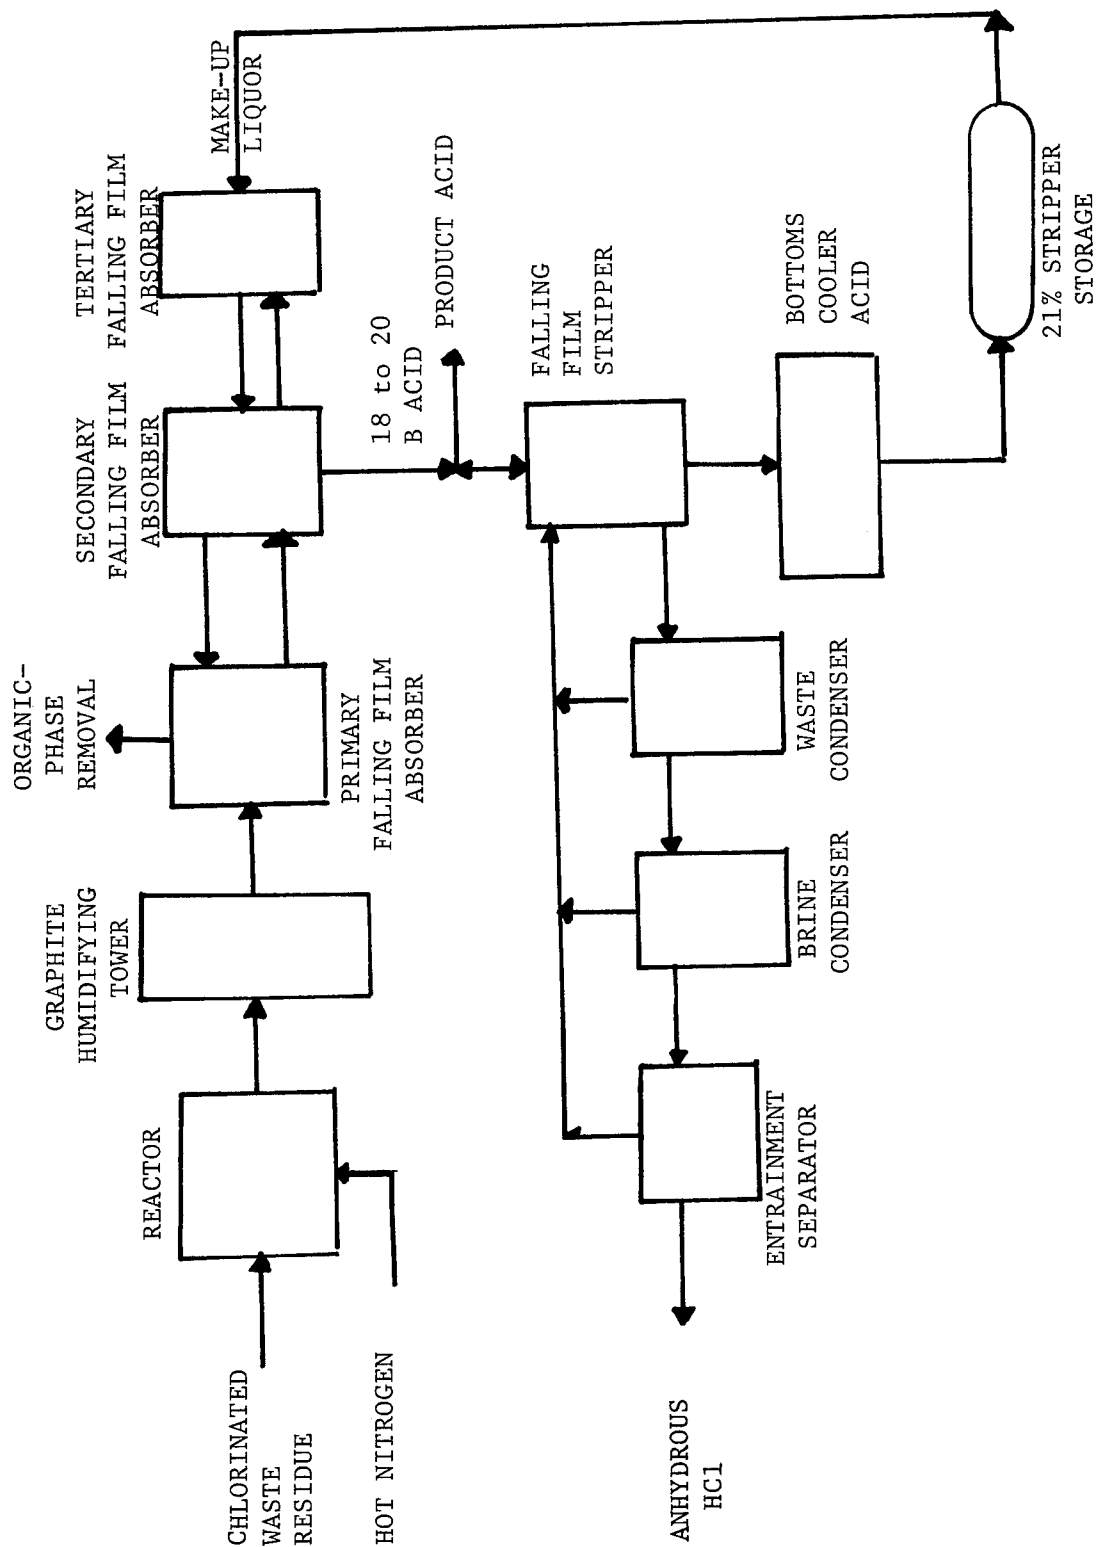 CHLORINATED
WASTE
RESIDUE
HOT NITROGEN
REACTOR
GRAPHITE
HUMIDIFYING
TOWER
ORGANIC-
PHASE
REMOVAL
PRIMARY
FALLING FILM
ABSORBER
SECONDARY
FALLING FILM
ABSORBER
TERTIARY
FALLING FILM
ABSORBER
MAKE-UP
LIQUOR
18 to 20
B ACID
PRODUCT ACID
FALLING
FILM
STRIPPER
BOTTOMS
COOLER
ACID
21% STRIPPER
STORAGE
WASTE
CONDENSER
BRINE
CONDENSER
ENTRAINMENT
SEPARATOR
ANHYDROUS
HCl